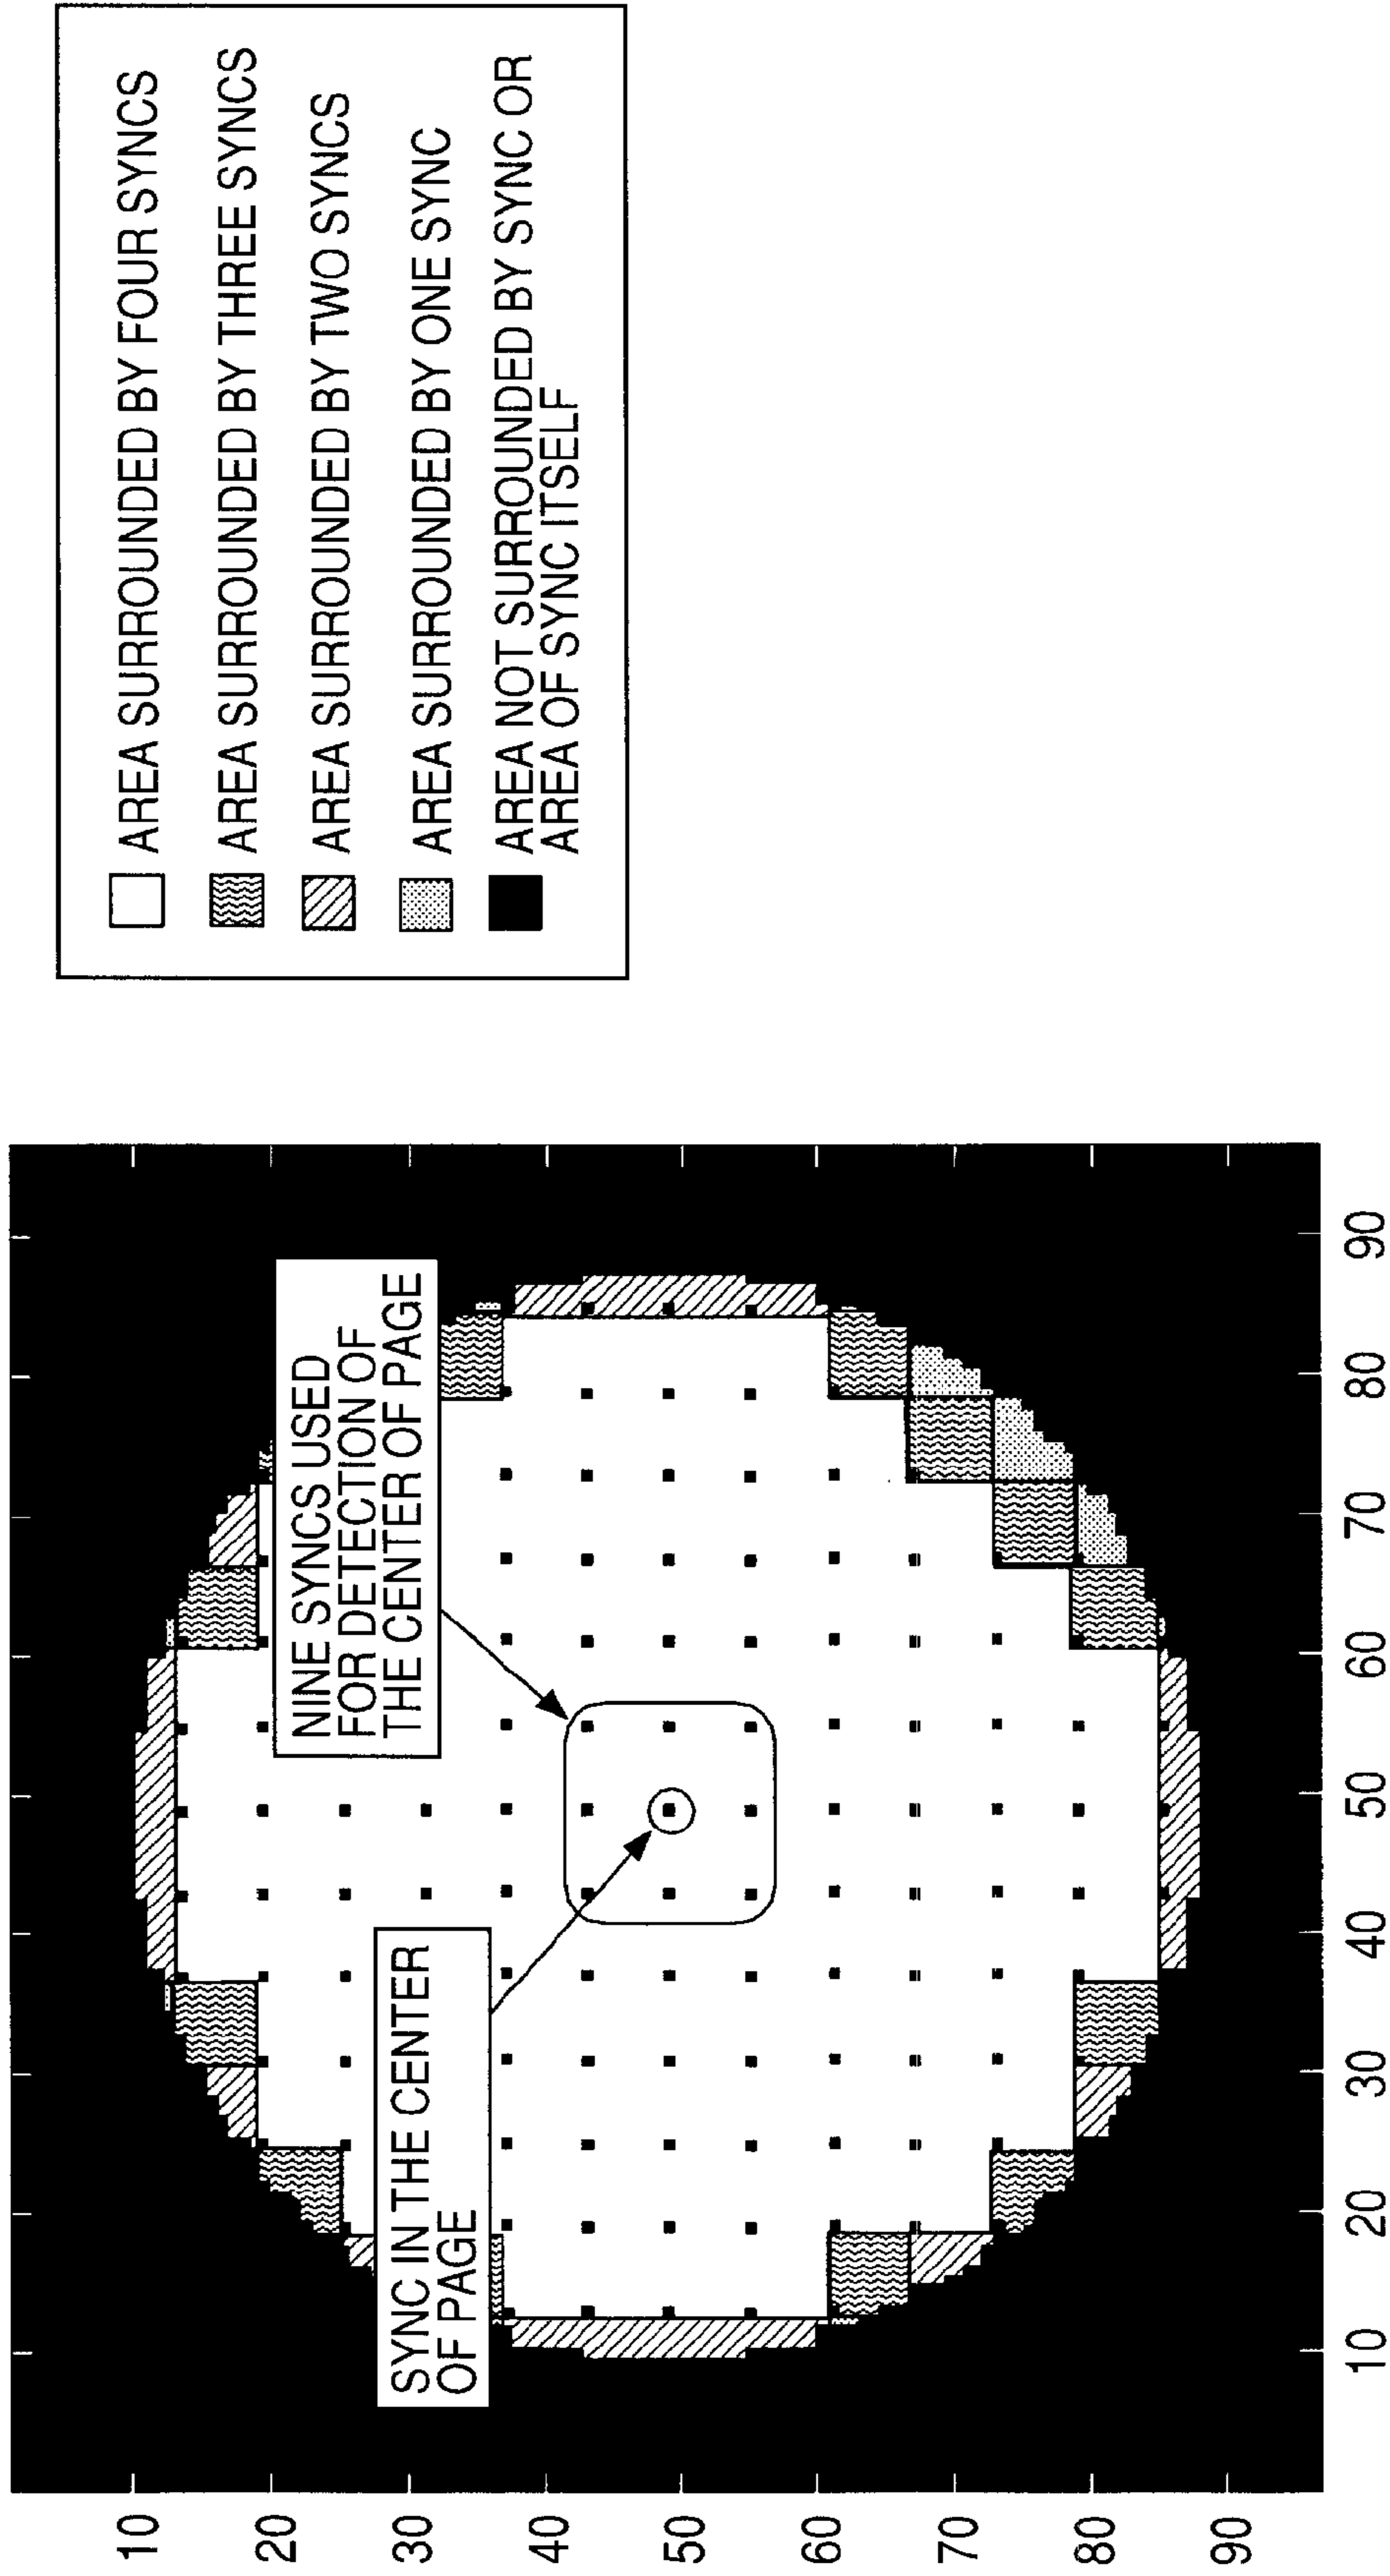 AREA SURROUNDED BY FOUR SYNCS
AREA SURROUNDED BY THREE SYNCS
AREA SURROUNDED BY TWO SYNCS
AREA SURROUNDED BY ONE SYNC
AREA NOT SURROUNDED BY SYNC OR
AREA OF SYNC ITSELF
10
20
30
40
50
60
70
80
90
NINE SYNCS USED
FOR DETECTION OF
THE CENTER OF PAGE
SYNC IN THE CENTER
OF PAGE
10
20
30
40
50
60
70
80
90